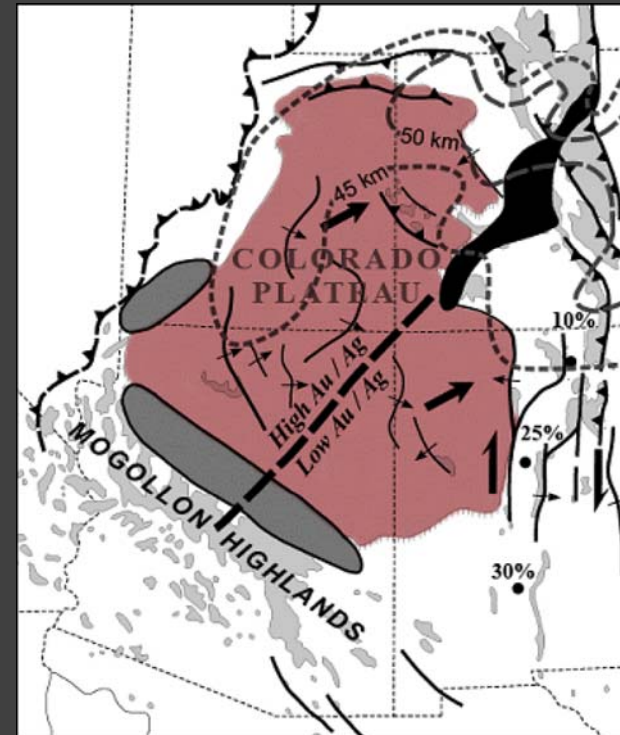 50 km
45 km
COLORADO
PLATEAU
10%
High Au / Ag
Low Au / Ag
25%
MOGOLLON HIGHLANDS
30%